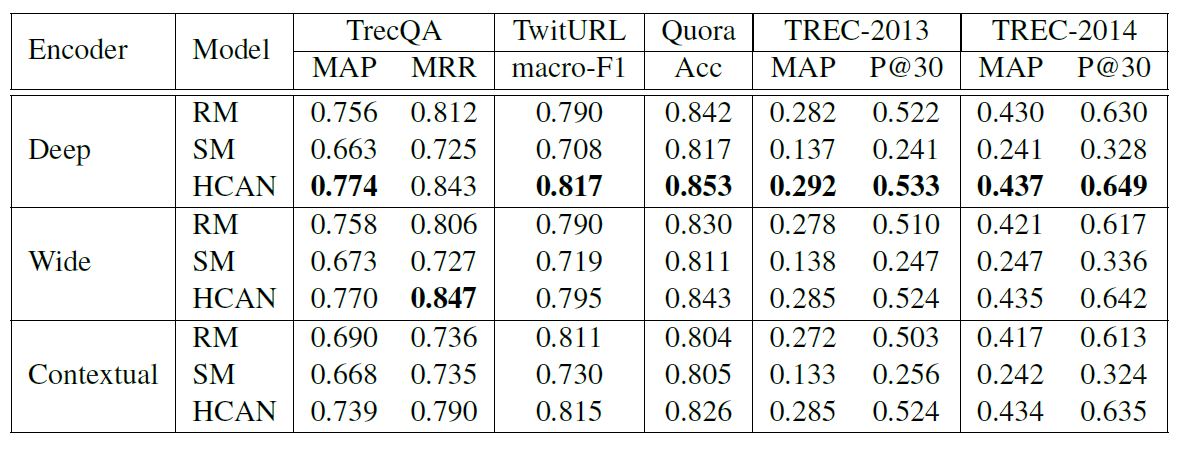 Encoder Model TrecQA TwitURL Quora TREC-2013 TREC-2014
MAP MRR macro-F1 Acc MAP P@30 MAP P@30
Deep RM 0.756 0.812 0.790 0.842 0.282 0.522 0.430 0.630
SM 0.663 0.725 0.708 0.817 0.137 0.241 0.241 0.328
HCAN 0.774 0.843 0.817 0.853 0.292 0.533 0.437 0.649
Wide RM 0.758 0.806 0.790 0.830 0.278 0.510 0.421 0.617
SM 0.673 0.727 0.719 0.811 0.138 0.247 0.247 0.336
HCAN 0.770 0.847 0.795 0.843 0.285 0.524 0.435 0.642
Contextual RM 0.690 0.736 0.811 0.804 0.272 0.503 0.417 0.613
SM 0.668 0.735 0.730 0.805 0.133 0.256 0.242 0.324
HCAN 0.739 0.790 0.815 0.826 0.285 0.524 0.434 0.635